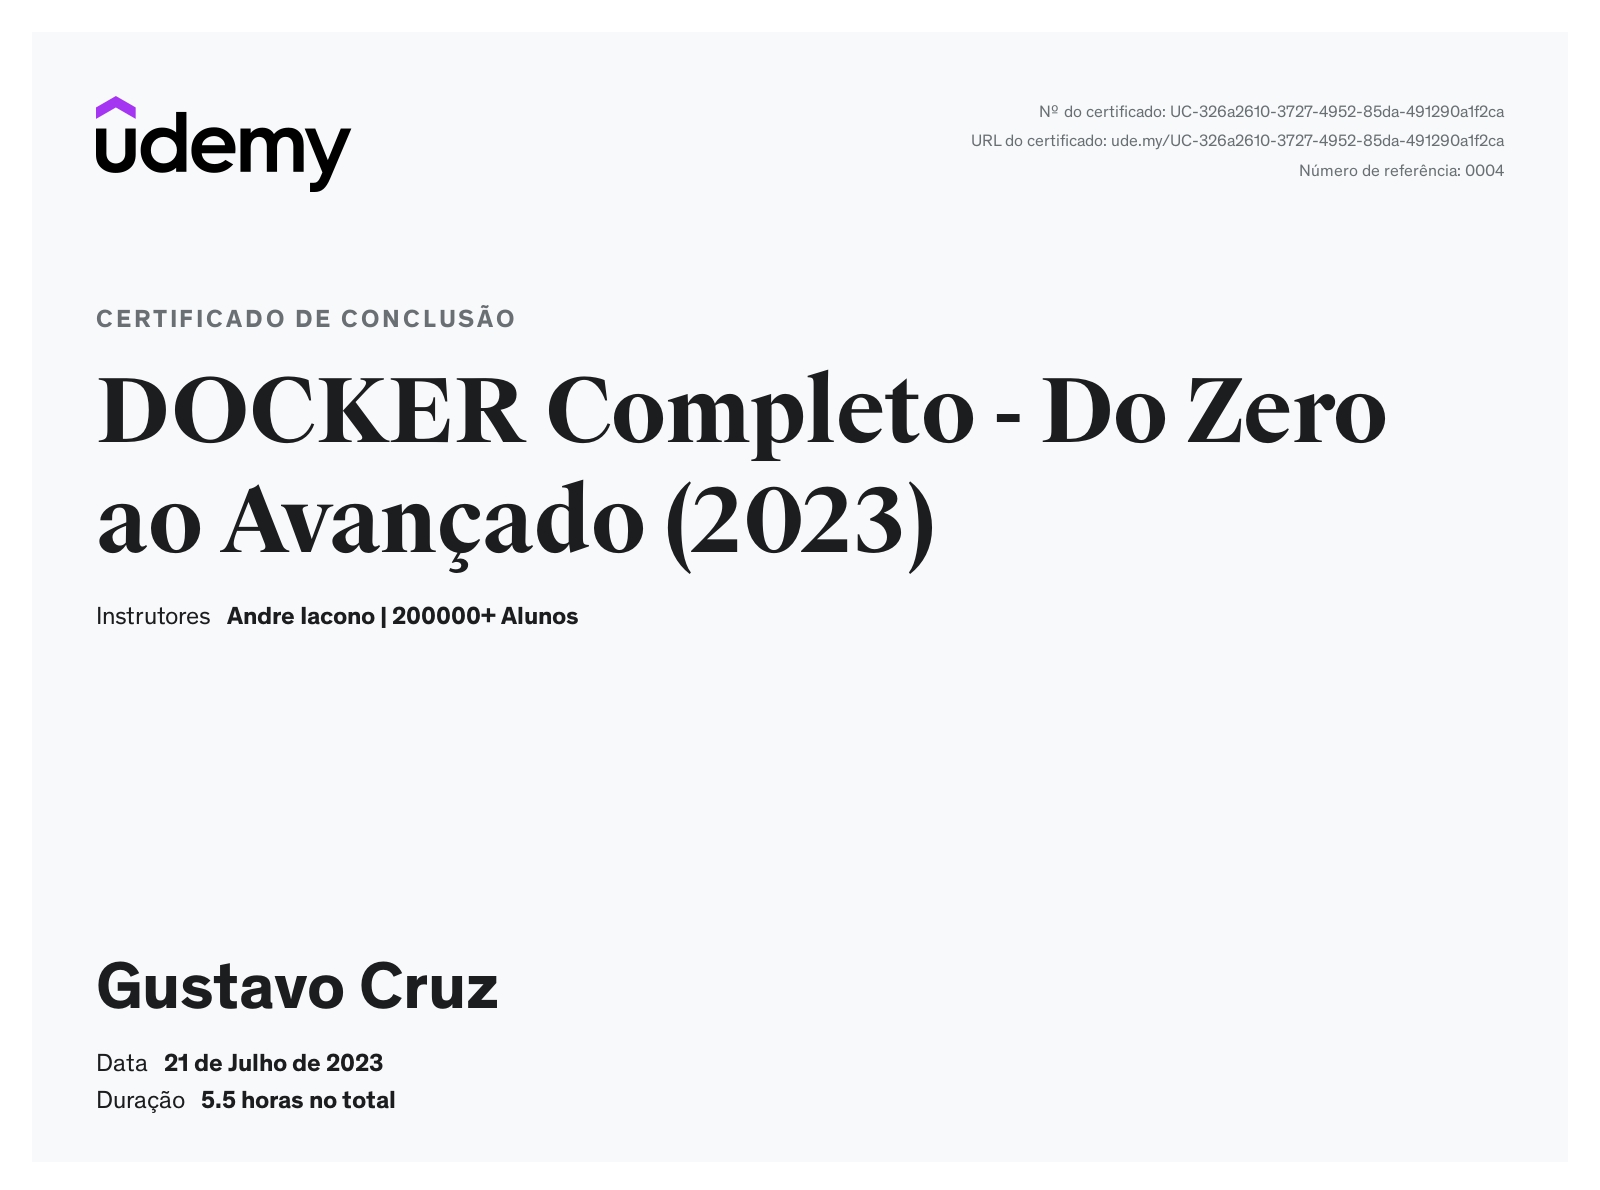 udemy
Nº do certificado: UC-326a2610-3727-4952-85da-491290a1f2ca
URL do certificado: ude.my/UC-326a2610-3727-4952-85da-491290a1f2ca
Número de referência: 0004
CERTIFICADO DE CONCLUSÃO
DOCKER Completo - Do Zero
ao Avançado (2023)
Instrutores Andre Iacono | 200000+ Alunos
Gustavo Cruz
Data 21 de Julho de 2023
Duração 5.5 horas no total